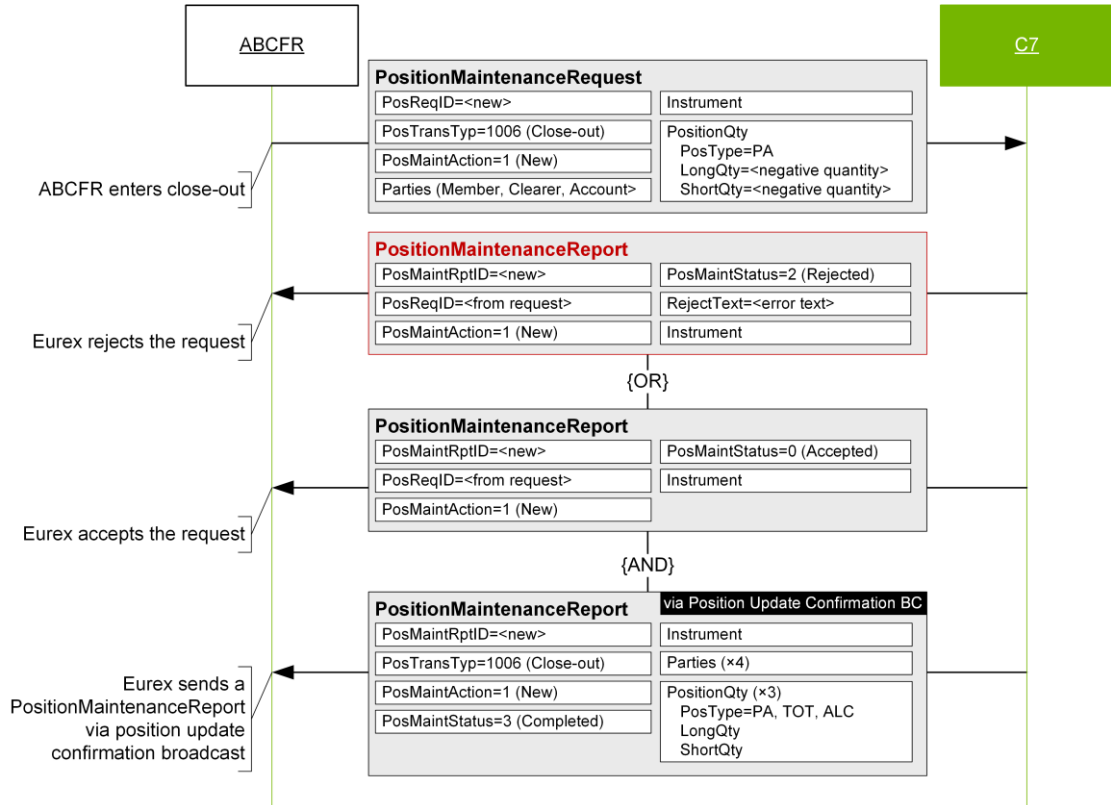 ABCFR
C7
PositionMaintenanceRequest
PosReqID=<new>
Instrument
PosTransTyp=1006 (Close-out)
PositionQty
PosType=PA
LongQty=<negative quantity>
ShortQty=<negative quantity>
PosMaintAction=1 (New)
Parties (Member, Clearer, Account>
ABCFR enters close-out
PositionMaintenanceReport
PosMaintRptID=<new>
PosMaintStatus=2 (Rejected)
PosReqID=<from request>
RejectText=<error text>
PosMaintAction=1 (New)
Instrument
Eurex rejects the request
{OR}
PositionMaintenanceReport
PosMaintRptID=<new>
PosMaintStatus=0 (Accepted)
PosReqID=<from request>
Instrument
PosMaintAction=1 (New)
Eurex accepts the request
{AND}
PositionMaintenanceReport
via Position Update Confirmation BC
PosMaintRptID=<new>
Instrument
PosTransTyp=1006 (Close-out)
Parties (×4)
PosMaintAction=1 (New)
PosMaintStatus=3 (Completed)
PositionQty (×3)
PosType=PA, TOT, ALC
LongQty
ShortQty
Eurex sends a
PositionMaintenanceReport
via position update
confirmation broadcast